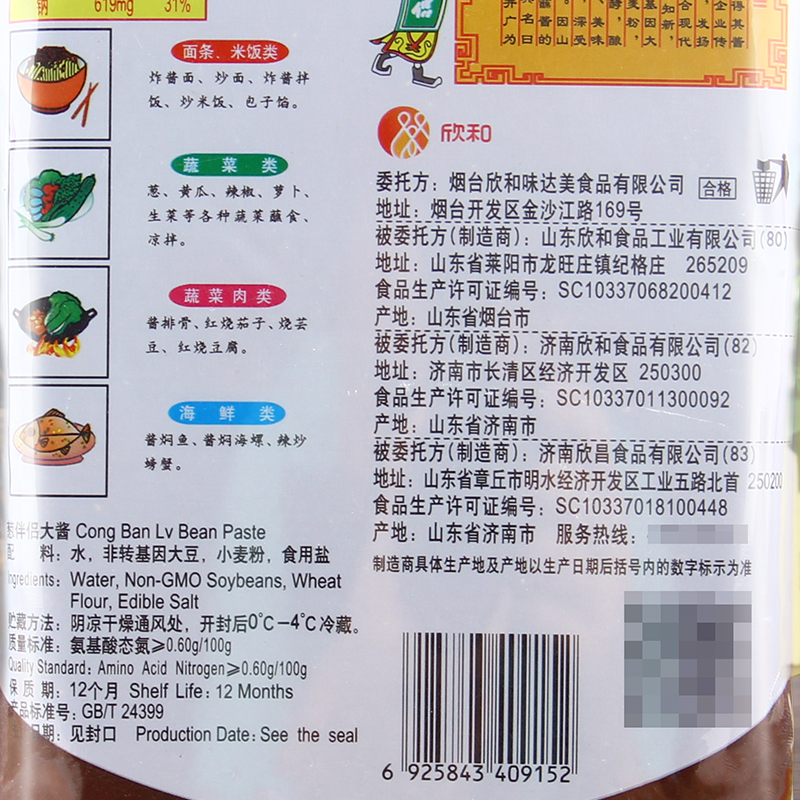 钠 619mg 31%
面条、米饭类
炸酱面、炒面、炸酱拌
饭、炒米饭、包子馅。
蔬菜类
葱、黄瓜、辣椒、萝卜、
生菜等各种蔬菜蘸食、
凉拌。
蔬菜肉类
酱排骨、红烧茄子、烧芸
豆、红烧豆腐。
海鲜类
酱焖鱼、酱焖海螺、辣炒
螃蟹。
葱伴侣大酱 Cong Ban Lv Bean Paste
配 料: 水, 非转基因大豆, 小麦粉, 食用盐
Ingredients: Water, Non-GMO Soybeans, Wheat
Flour, Edible Salt
贮藏方法: 阴凉干燥通风处, 开封后0℃-4℃冷藏。
质量标准: 氨基酸态氮≥0.60g/100g
Quality Standard: Amino Acid Nitrogen≥0.60g/100g
保 质 期: 12个月 Shelf Life: 12 Months
产品标准号: GB/T 24399
日期: 见封口 Production Date: See the seal
欣和
委托方: 烟台欣和味达美食品有限公司 合格
地址: 烟台开发区金沙江路169号
被委托方(制造商): 山东欣和食品工业有限公司(80)
地址: 山东省莱阳市龙旺庄镇纪格庄 265209
食品生产许可证编号: SC10337068200412
产地: 山东省烟台市
被委托方(制造商): 济南欣和食品有限公司(82)
地址: 济南市长清区经济开发区 250300
食品生产许可证编号: SC10337011300092
产地: 山东省济南市
被委托方(制造商): 济南欣昌食品有限公司(83)
地址: 山东省章丘市明水经济开发区工业五路北首 250200
食品生产许可证编号: SC10337018100448
产地: 山东省济南市 服务热线:
制造商具体生产地及产地以生产日期后括号内的数字标示为准
6 925843 409152